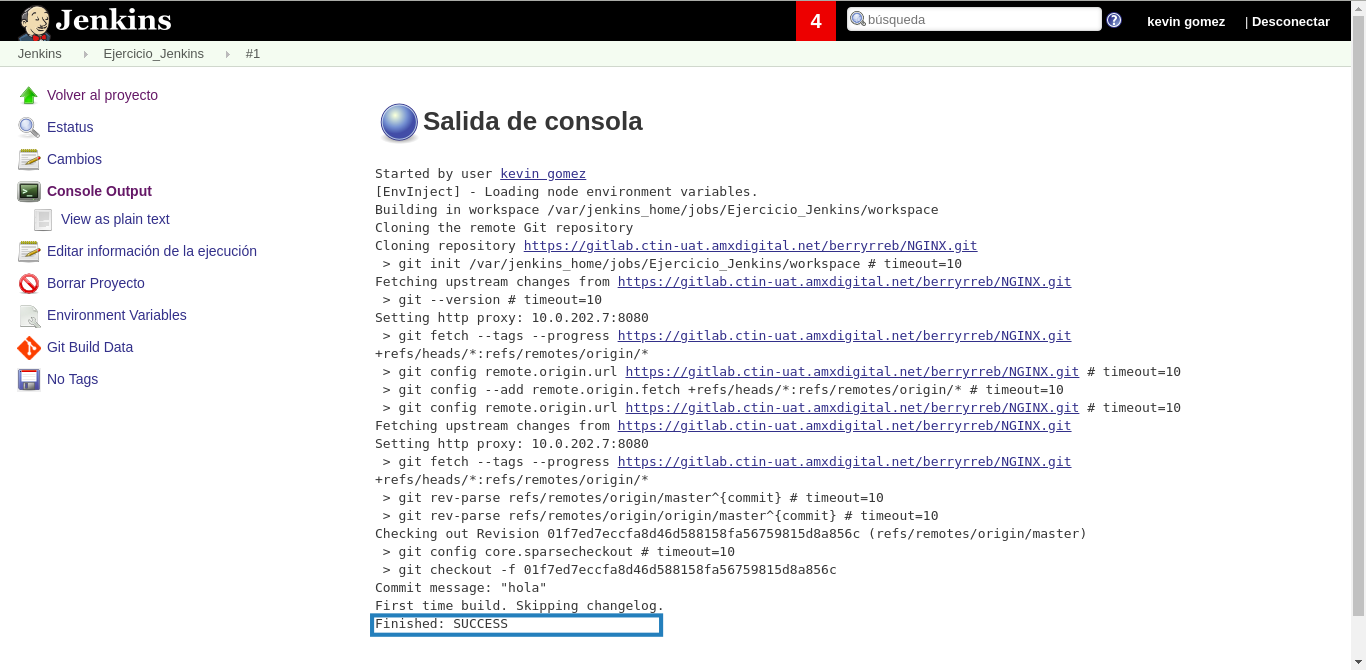 Jenkins
4
búsqueda
kevin gomez
| Desconectar
Jenkins
Ejercicio_Jenkins
#1
Volver al proyecto
Estatus
Cambios
Console Output
View as plain text
Editar información de la ejecución
Borrar Proyecto
Environment Variables
Git Build Data
No Tags
Salida de consola
Started by user kevin gomez
[EnvInject] - Loading node environment variables.
Building in workspace /var/jenkins_home/jobs/Ejercicio_Jenkins/workspace
Cloning the remote Git repository
Cloning repository https://gitlab.ctin-uat.amxdigital.net/berryrreb/NGINX.git
 > git init /var/jenkins_home/jobs/Ejercicio_Jenkins/workspace # timeout=10
Fetching upstream changes from https://gitlab.ctin-uat.amxdigital.net/berryrreb/NGINX.git
 > git --version # timeout=10
Setting http proxy: 10.0.202.7:8080
 > git fetch --tags --progress https://gitlab.ctin-uat.amxdigital.net/berryrreb/NGINX.git
+refs/heads/*:refs/remotes/origin/*
 > git config remote.origin.url https://gitlab.ctin-uat.amxdigital.net/berryrreb/NGINX.git # timeout=10
 > git config --add remote.origin.fetch +refs/heads/*:refs/remotes/origin/* # timeout=10
 > git config remote.origin.url https://gitlab.ctin-uat.amxdigital.net/berryrreb/NGINX.git # timeout=10
Fetching upstream changes from https://gitlab.ctin-uat.amxdigital.net/berryrreb/NGINX.git
Setting http proxy: 10.0.202.7:8080
 > git fetch --tags --progress https://gitlab.ctin-uat.amxdigital.net/berryrreb/NGINX.git
+refs/heads/*:refs/remotes/origin/*
 > git rev-parse refs/remotes/origin/master^{commit} # timeout=10
 > git rev-parse refs/remotes/origin/origin/master^{commit} # timeout=10
Checking out Revision 01f7ed7eccfa8d46d588158fa56759815d8a856c (refs/remotes/origin/master)
 > git config core.sparsecheckout # timeout=10
 > git checkout -f 01f7ed7eccfa8d46d588158fa56759815d8a856c
Commit message: "hola"
First time build. Skipping changelog.
Finished: SUCCESS